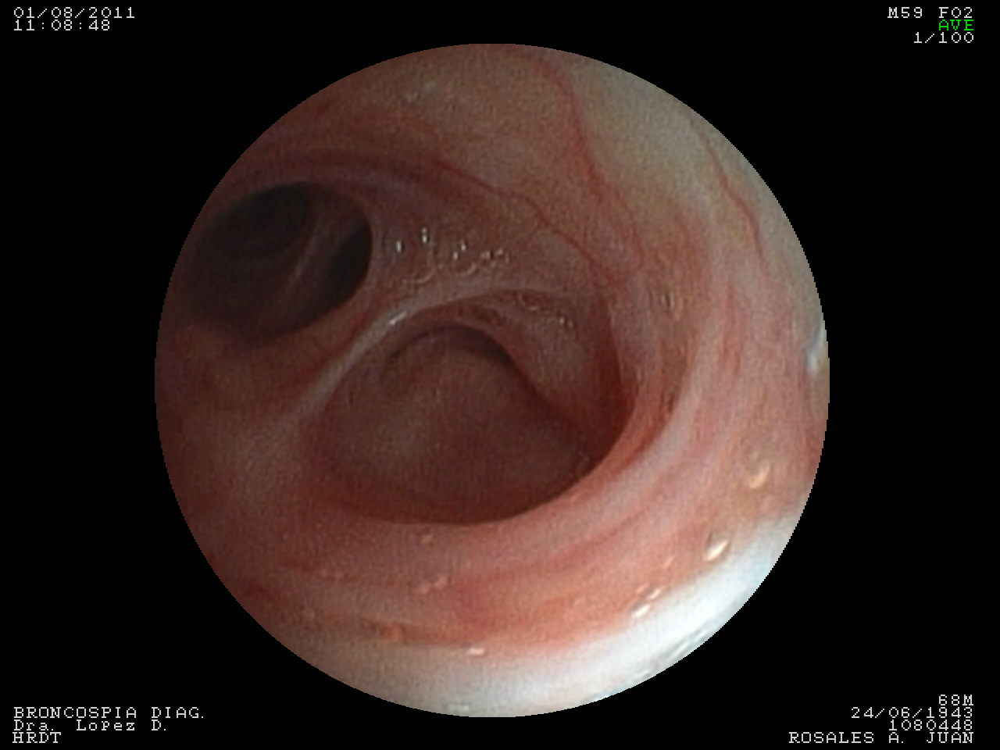 01/08/2011
11:08:48
M59 F02
AVE
1/100
BRONCOSPIA DIAG.
Dra. LoPez D.
HRDT
68M
24/06/1943
1080448
ROSALES A. JUAN